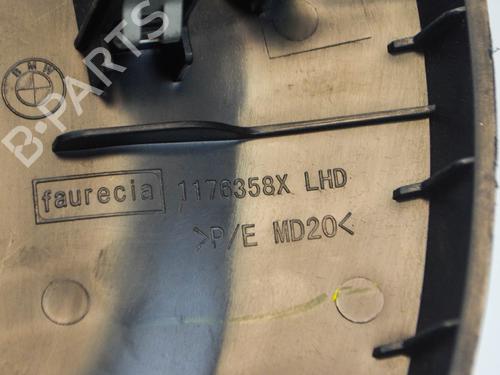 BMW
B-PARTS
faurecia 1176358X LHD
>P/E MD20<